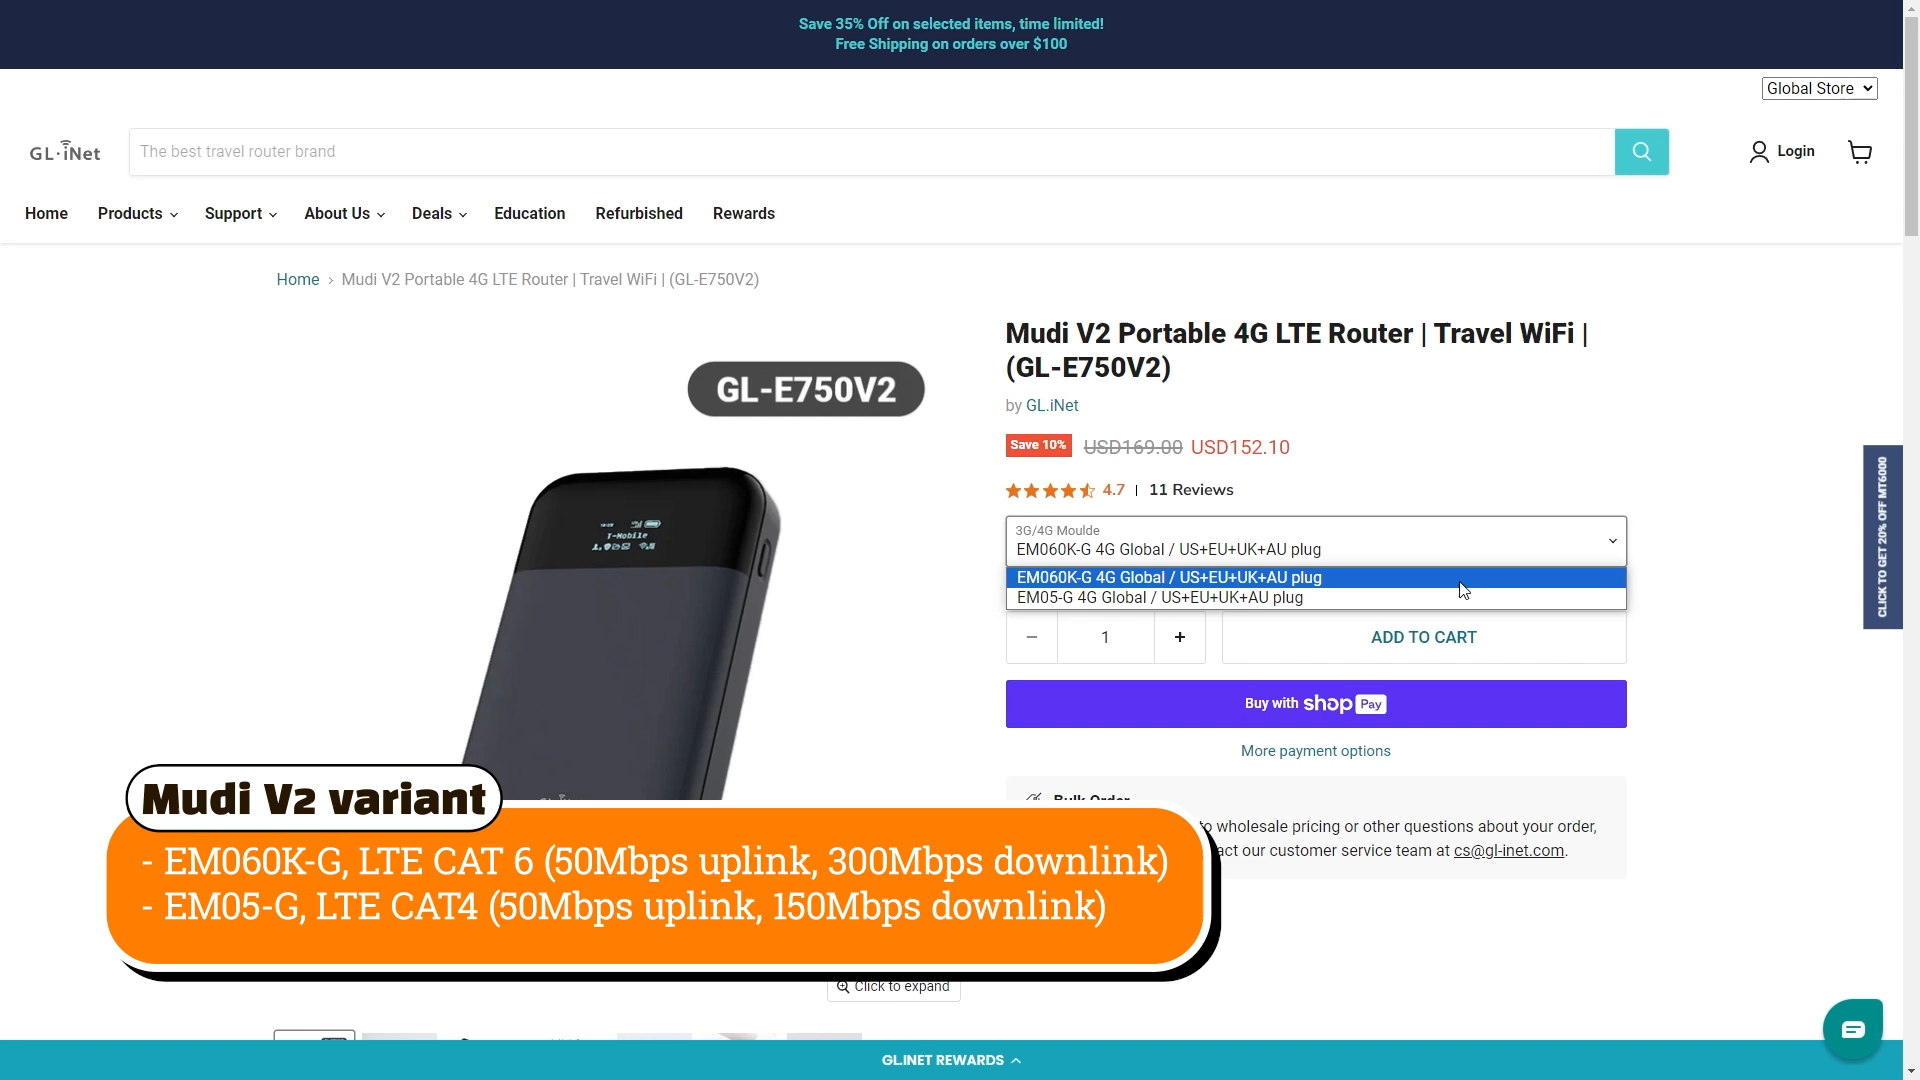 Save 35% Off on selected items, time limited!
Free Shipping on orders over $100
Global Store
GL·iNet
The best travel router brand
Login
Home Products Support About Us Deals Education Refurbished Rewards
Home › Mudi V2 Portable 4G LTE Router | Travel WiFi | (GL-E750V2)
GL-E750V2
T-Mobile
Mudi V2 Portable 4G LTE Router | Travel WiFi |
(GL-E750V2)
by GL.iNet
Save 10% USD169.00 USD152.10
4.7 | 11 Reviews
3G/4G Moulde
EM060K-G 4G Global / US+EU+UK+AU plug
EM060K-G 4G Global / US+EU+UK+AU plug
EM05-G 4G Global / US+EU+UK+AU plug
− 1 + ADD TO CART
Buy with shop Pay
More payment options
Bulk Order
to wholesale pricing or other questions about your order,
act our customer service team at cs@gl-inet.com.
CLICK TO GET 20% OFF MT6000
Mudi V2 variant
- EM060K-G, LTE CAT 6 (50Mbps uplink, 300Mbps downlink)
- EM05-G, LTE CAT4 (50Mbps uplink, 150Mbps downlink)
Click to expand
GL.INET REWARDS